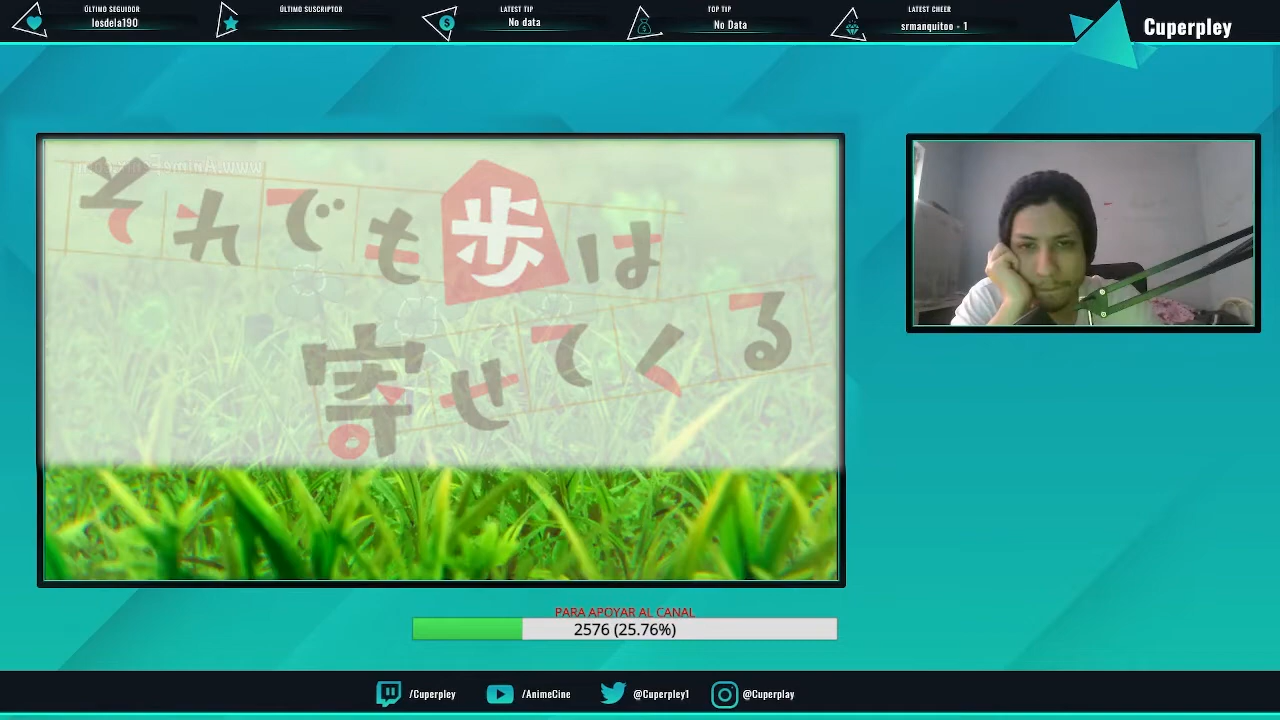 ÚLTIMO SEGUIDOR
losdela190
ÚLTIMO SUSCRIPTOR
LATEST TIP
No data
TOP TIP
No Data
LATEST CHEER
srmanquitoo - 1
Cuperpley
それでも歩は
寄せてくる
PARA APOYAR AL CANAL
2576 (25.76%)
/Cuperpley
/AnimeCine
@Cuperpley1
@Cuperplay